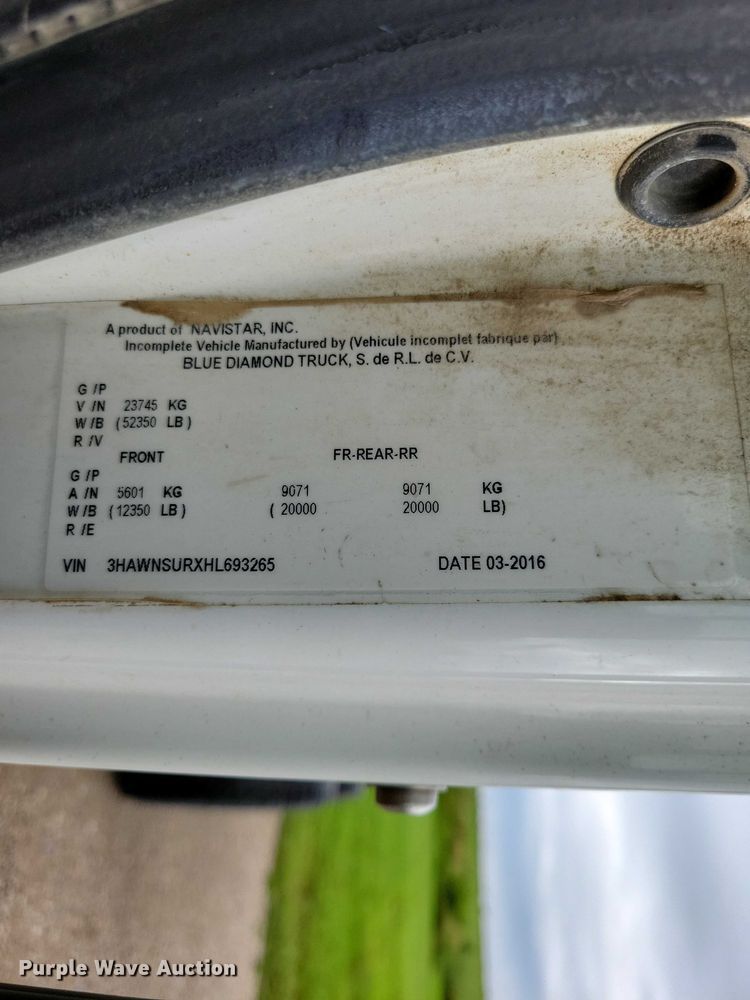 A product of NAVISTAR, INC.
Incomplete Vehicle Manufactured by (Vehicule incomplet fabrique par)
BLUE DIAMOND TRUCK, S. de R.L. de C.V.
G /P
V /N 23745 KG
W /B (52350 LB)
R /V
FRONT FR-REAR-RR
G /P
A /N 5601 KG 9071 9071 KG
W /B (12350 LB) ( 20000 20000 LB)
R /E
VIN 3HAWNSURXHL693265 DATE 03-2016
Purple Wave Auction